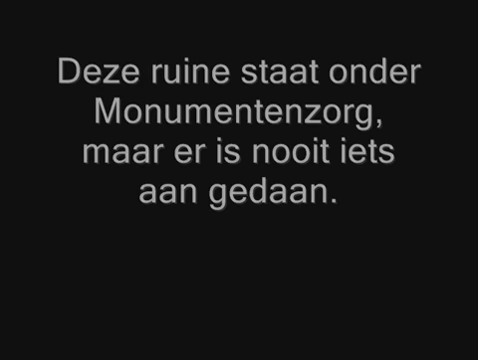 Deze ruine staat onder
Monumentenzorg,
maar er is nooit iets
aan gedaan.